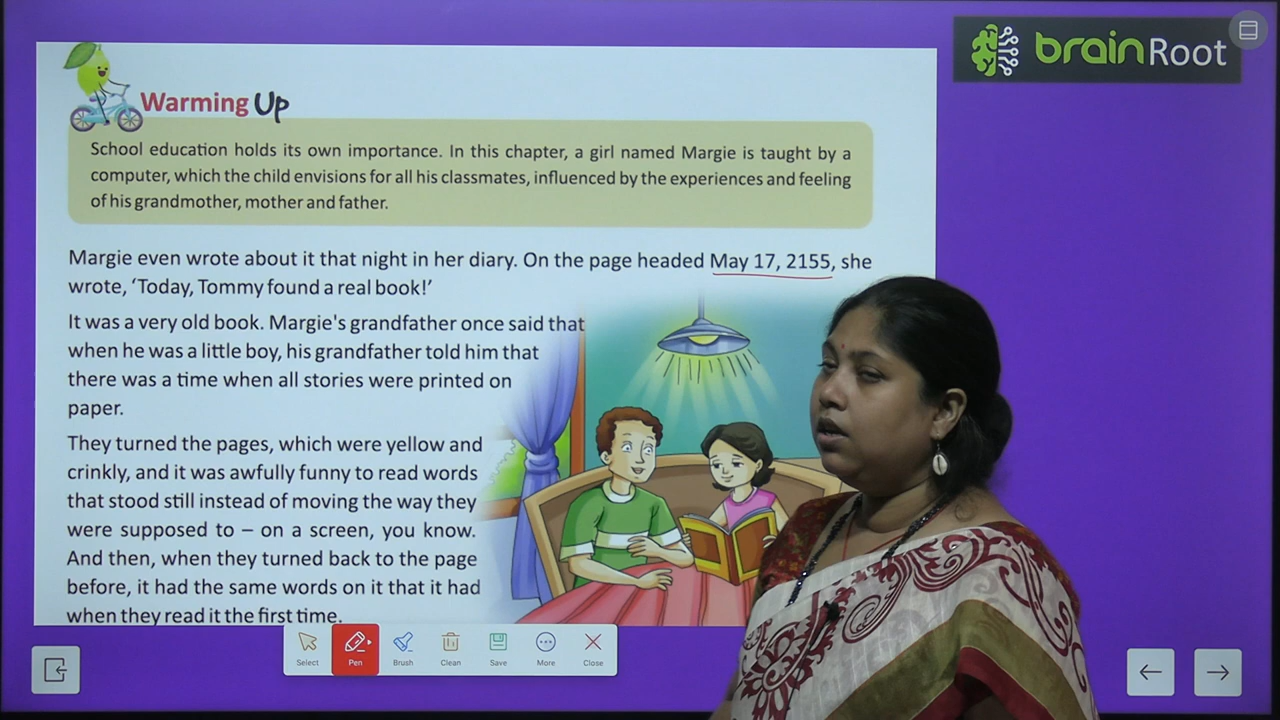 brainRoot
Warming Up
School education holds its own importance. In this chapter, a girl named Margie is taught by a
computer, which the child envisions for all his classmates, influenced by the experiences and feeling
of his grandmother, mother and father.
Margie even wrote about it that night in her diary. On the page headed May 17, 2155, she
wrote, ‘Today, Tommy found a real book!’
It was a very old book. Margie's grandfather once said that
when he was a little boy, his grandfather told him that
there was a time when all stories were printed on
paper.
They turned the pages, which were yellow and
crinkly, and it was awfully funny to read words
that stood still instead of moving the way they
were supposed to – on a screen, you know.
And then, when they turned back to the page
before, it had the same words on it that it had
when they read it the first time.
Select
Pen
Brush
Clean
Save
More
Close